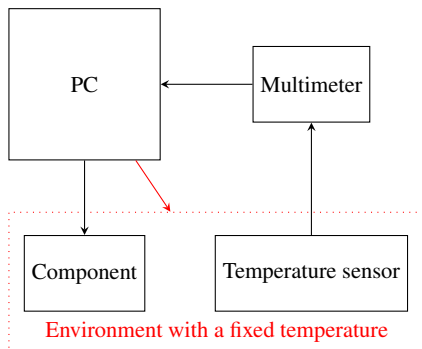 PC
Multimeter
Component
Temperature sensor
Environment with a fixed temperature